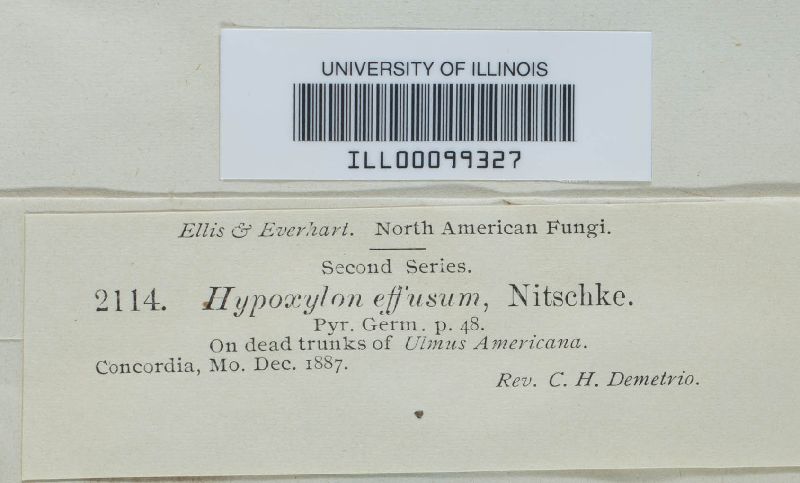 UNIVERSITY OF ILLINOIS
ILL00099327
Ellis & Everhart. North American Fungi.
Second Series.
2114. Hypoxylon effusum, Nitschke.
Pyr. Germ. p. 48.
On dead trunks of Ulmus Americana.
Concordia, Mo. Dec. 1887.
Rev. C. H. Demetrio.